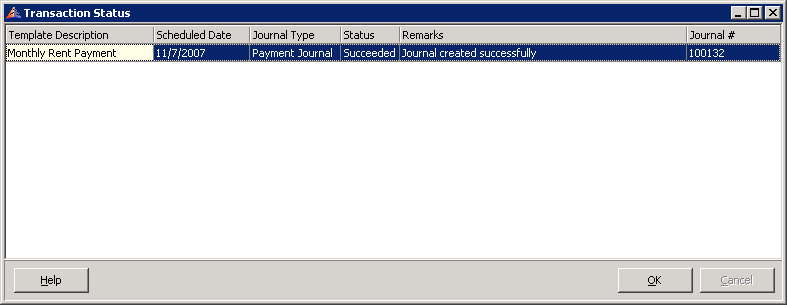 Transaction Status
Template Description Scheduled Date Journal Type Status Remarks Journal #
Monthly Rent Payment 11/7/2007 Payment Journal Succeeded Journal created successfully 100132
Help OK Cancel